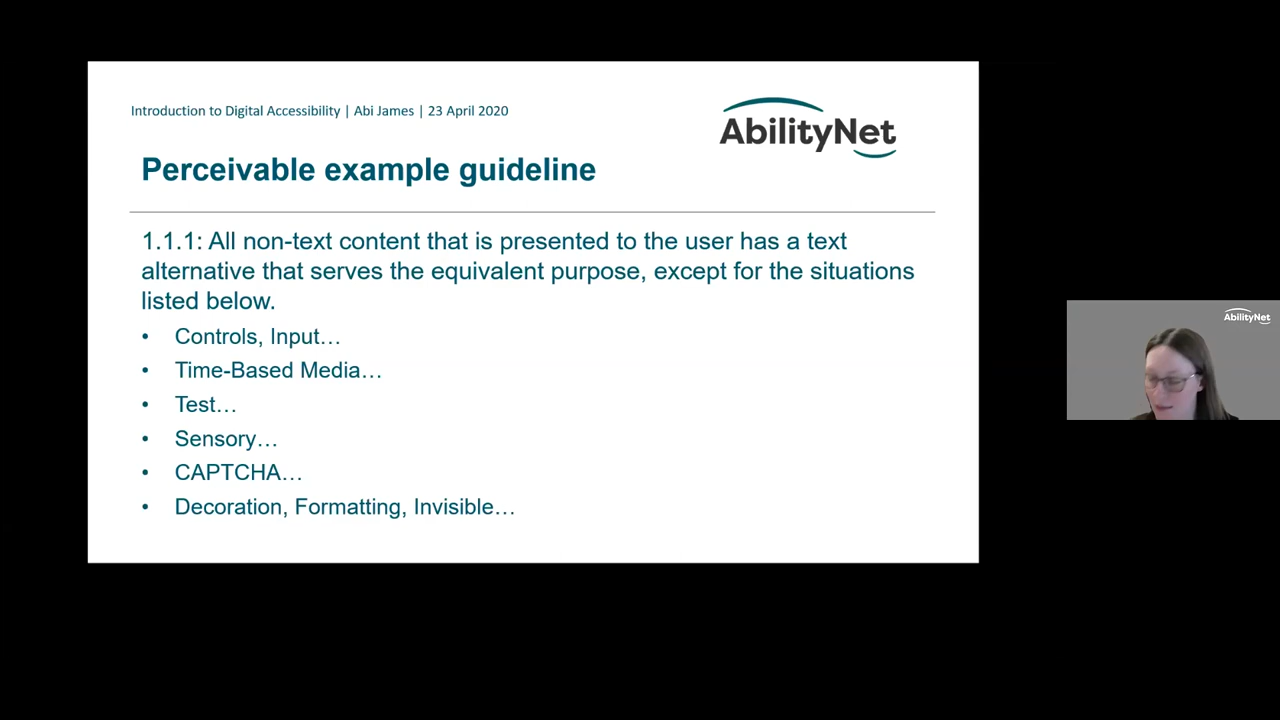 Introduction to Digital Accessibility | Abi James | 23 April 2020
AbilityNet
Perceivable example guideline
1.1.1: All non-text content that is presented to the user has a text
alternative that serves the equivalent purpose, except for the situations
listed below.
• Controls, Input…
• Time-Based Media…
• Test…
• Sensory…
• CAPTCHA…
• Decoration, Formatting, Invisible…
AbilityNet